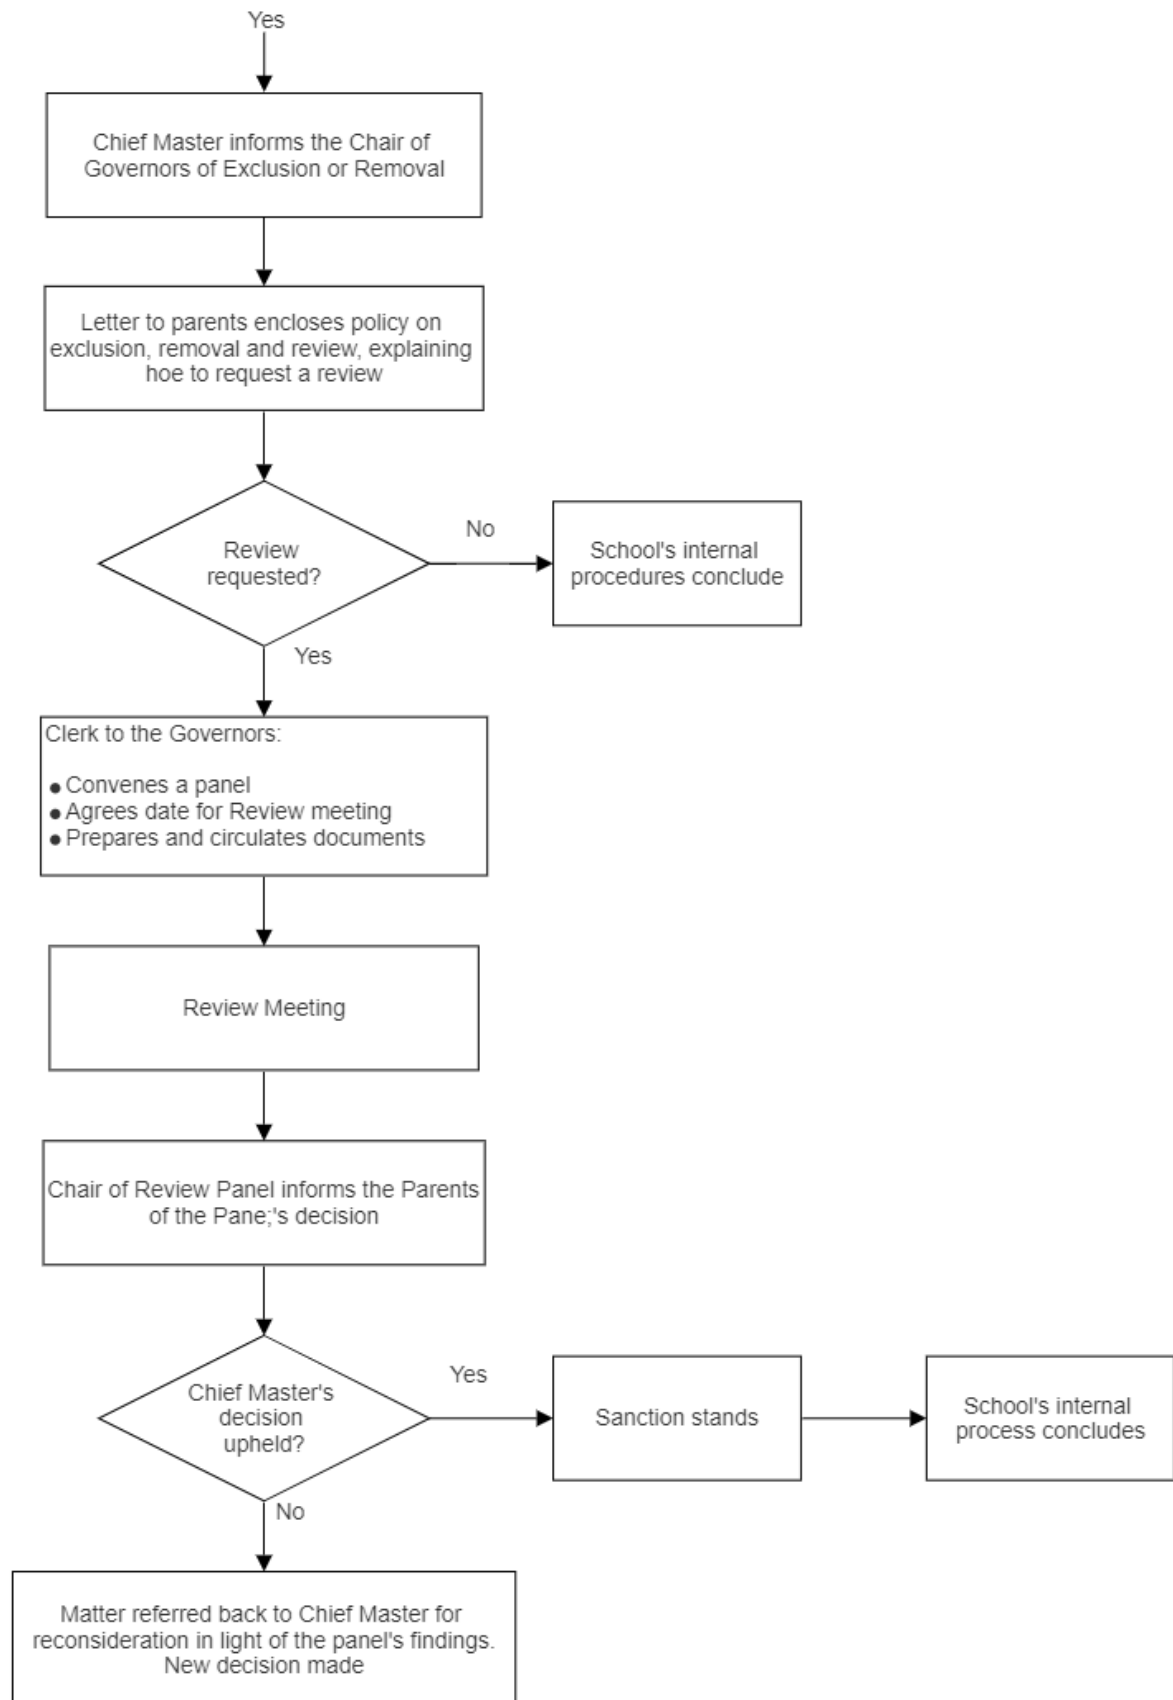 Yes
Chief Master informs the Chair of
Governors of Exclusion or Removal
Letter to parents encloses policy on
exclusion, removal and review, explaining
hoe to request a review
Review
requested?
No
School's internal
procedures conclude
Yes
Clerk to the Governors:
● Convenes a panel
● Agrees date for Review meeting
● Prepares and circulates documents
Review Meeting
Chair of Review Panel informs the Parents
of the Pane;'s decision
Chief Master's
decision
upheld?
Yes
Sanction stands
School's internal
process concludes
No
Matter referred back to Chief Master for
reconsideration in light of the panel's findings.
New decision made